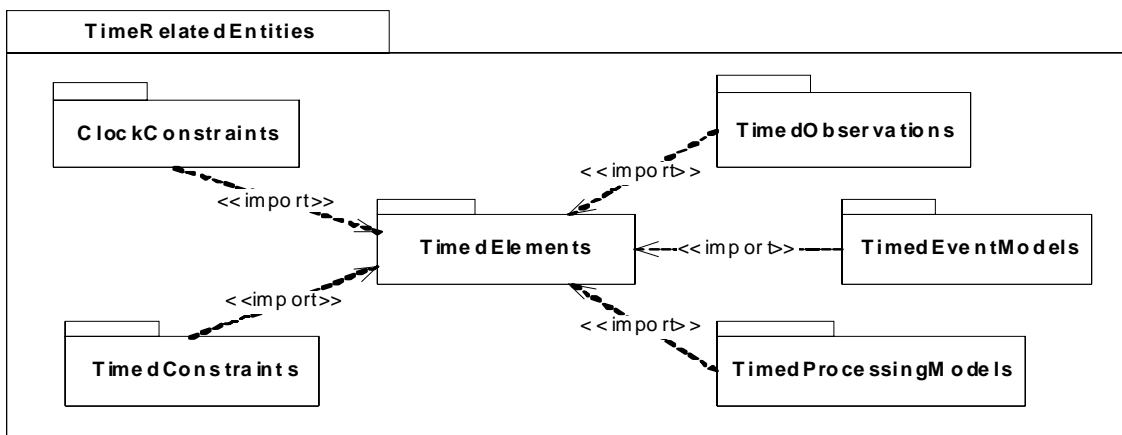 TimeRelatedEntities
ClockConstraints
TimedObservations
<<import>>
<<import>>
TimedElements
<<import>>
TimedEventModels
<<import>>
<<import>>
TimedConstraints
TimedProcessingModels